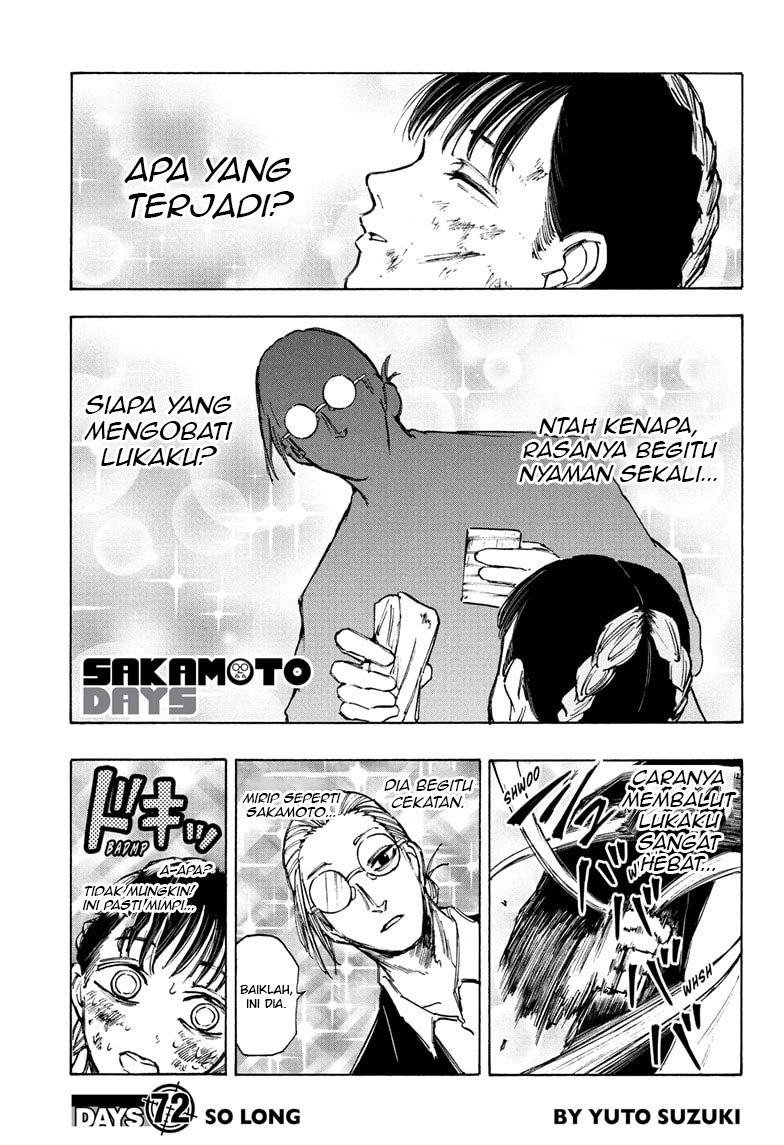 APA YANG
TERJADI?
SIAPA YANG
MENGOBATI
LUKAKU?
NTAH KENAPA,
RASANYA BEGITU
NYAMAN SEKALI...
SAKAMOTO
DAYS
CARANYA
MEMBALUT
LUKAKU
SANGAT
HEBAT...
SHWOO
WHSH
DIA BEGITU
CEKATAN.
MIRIP SEPERTI
SAKAMOTO...
BAIKLAH,
INI DIA.
ドキッ
BADMP
A-APA?
TIDAK MUNGKIN!
INI PASTI MIMPI...
DAYS 72 SO LONG
BY YUTO SUZUKI